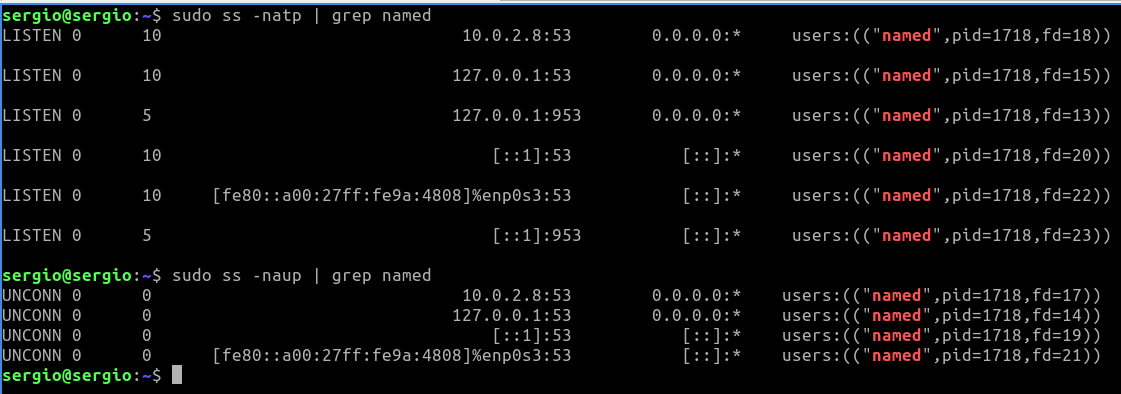 sergio@sergio:~$ sudo ss -natp | grep named
LISTEN 0      10                              10.0.2.8:53        0.0.0.0:*     users:(("named",pid=1718,fd=18))
LISTEN 0      10                             127.0.0.1:53        0.0.0.0:*     users:(("named",pid=1718,fd=15))
LISTEN 0      5                              127.0.0.1:953       0.0.0.0:*     users:(("named",pid=1718,fd=13))
LISTEN 0      10                                 [::1]:53           [::]:*     users:(("named",pid=1718,fd=20))
LISTEN 0      10     [fe80::a00:27ff:fe9a:4808]%enp0s3:53           [::]:*     users:(("named",pid=1718,fd=22))
LISTEN 0      5                                  [::1]:953          [::]:*     users:(("named",pid=1718,fd=23))
sergio@sergio:~$ sudo ss -naup | grep named
UNCONN 0      0                               10.0.2.8:53        0.0.0.0:*    users:(("named",pid=1718,fd=17))
UNCONN 0      0                              127.0.0.1:53        0.0.0.0:*    users:(("named",pid=1718,fd=14))
UNCONN 0      0                                  [::1]:53           [::]:*    users:(("named",pid=1718,fd=19))
UNCONN 0      0      [fe80::a00:27ff:fe9a:4808]%enp0s3:53           [::]:*    users:(("named",pid=1718,fd=21))
sergio@sergio:~$